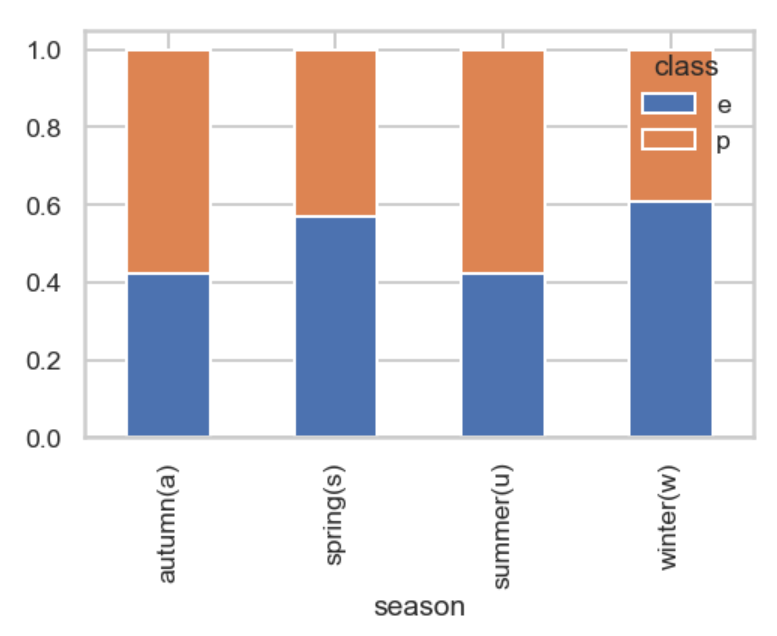 1.0
0.8
0.6
0.4
0.2
0.0
class
e
p
autumn(a)
spring(s)
summer(u)
winter(w)
season